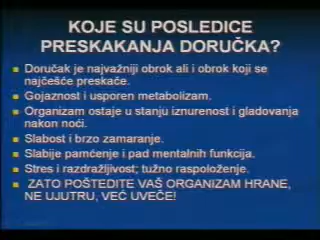 KOJE SU POSLEDICE
PRESKAKANJA DORUČKA?
Doručak je najvažniji obrok ali i obrok koji se
najčešće preskače.
Gojaznost i usporen metabolizam.
Organizam ostaje u stanju iznurenost i gladovanja
nakon noći.
Slabost i brzo zamaranje.
Slabije pamćenje i pad mentalnih funkcija.
Stres i razdražljivost; tužno raspoloženje.
ZATO POŠTEDITE VAŠ ORGANIZAM HRANE,
NE UJUTRU, VEĆ UVEČE!